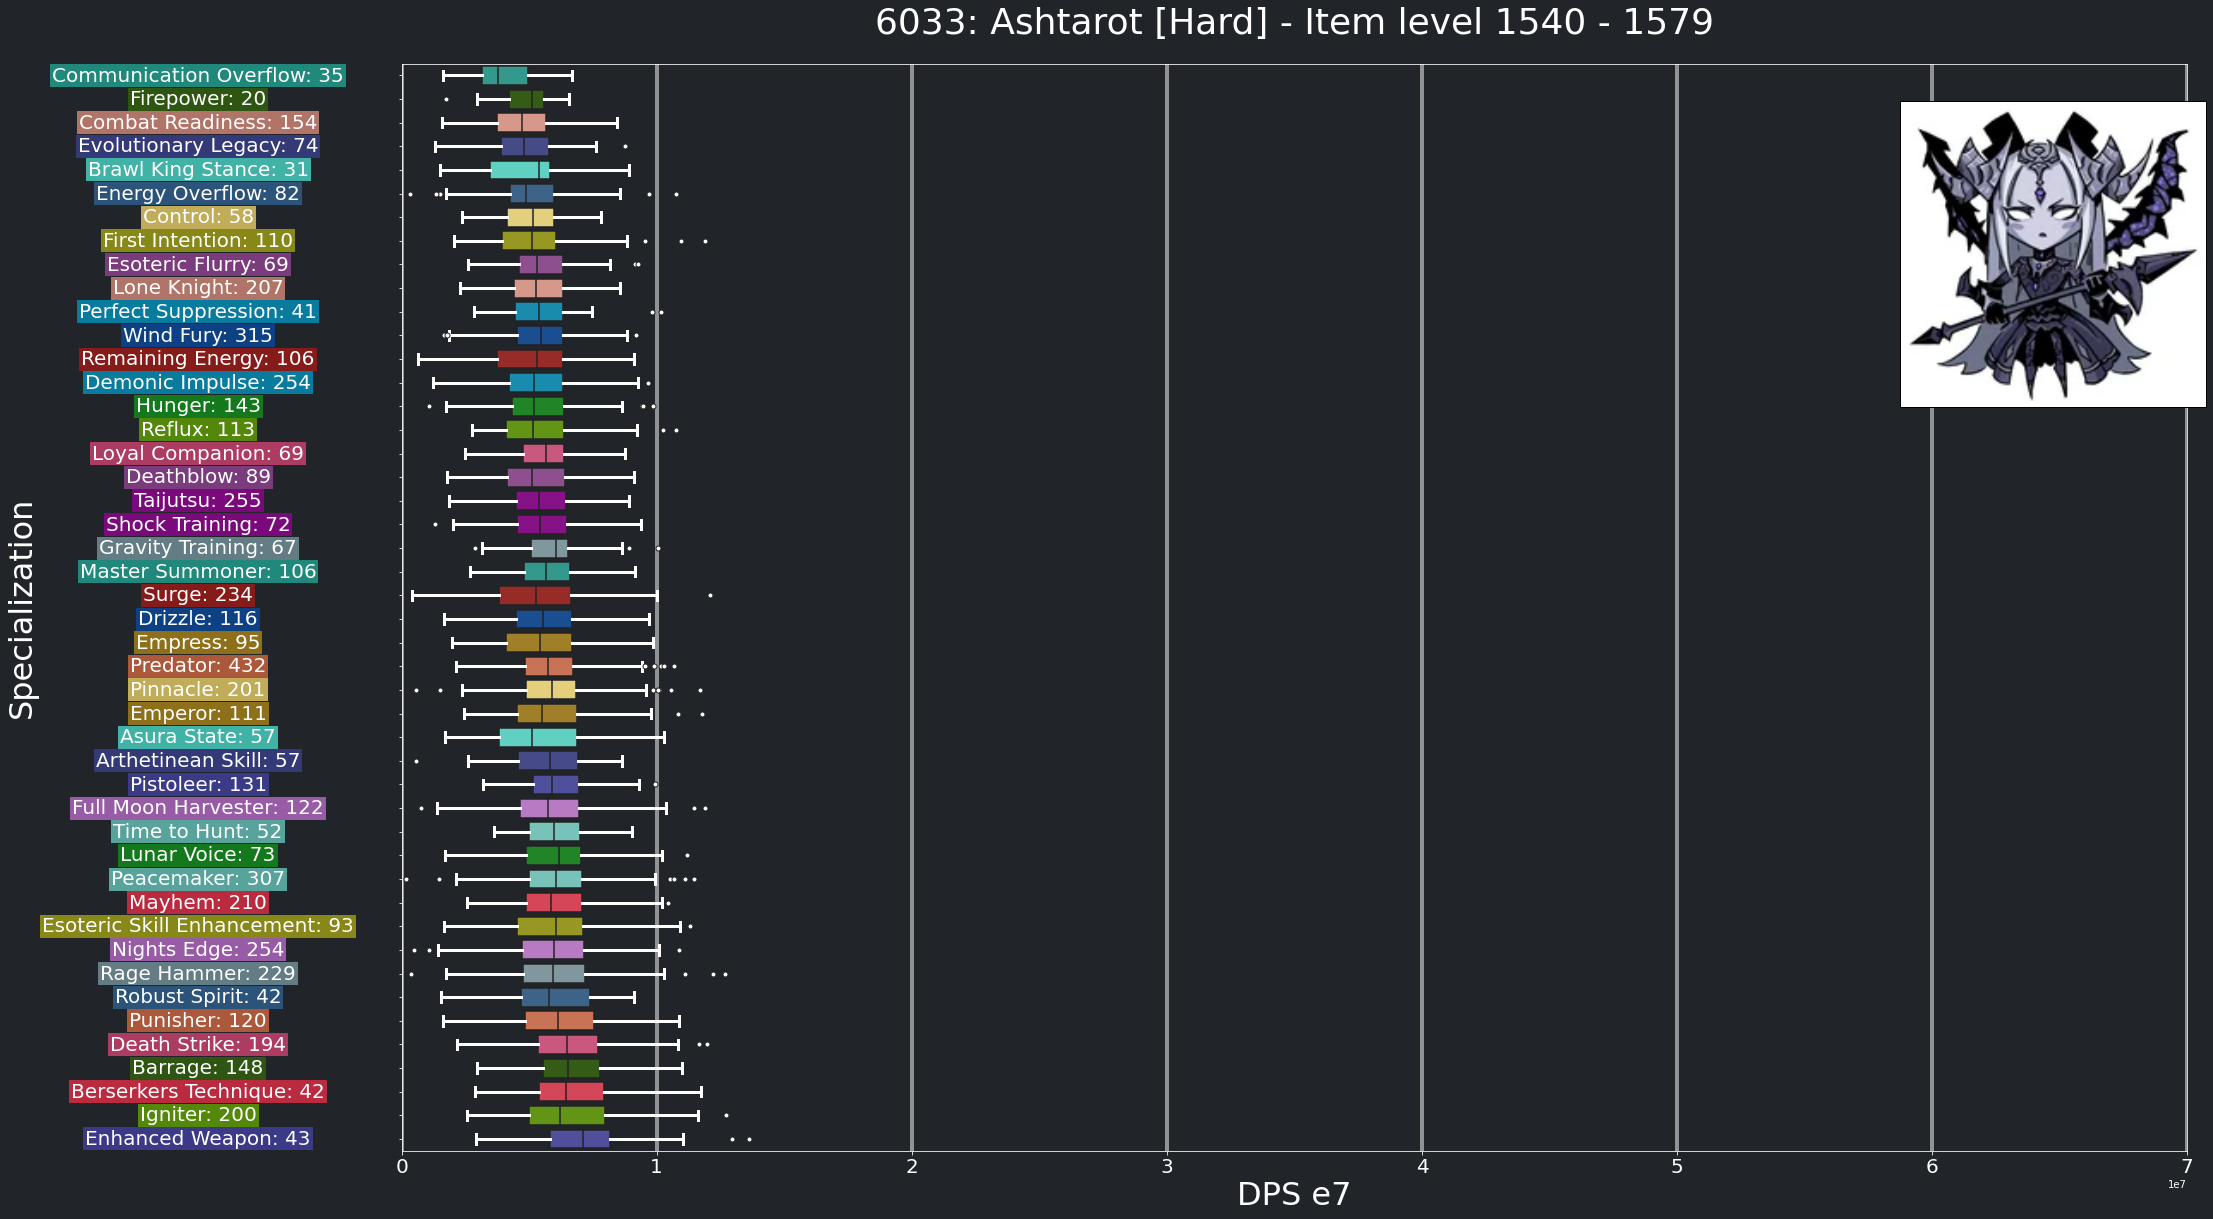 6033: Ashtarot [Hard] - Item level 1540 - 1579
Communication Overflow: 35
Firepower: 20
Combat Readiness: 154
Evolutionary Legacy: 74
Brawl King Stance: 31
Energy Overflow: 82
Control: 58
First Intention: 110
Esoteric Flurry: 69
Lone Knight: 207
Perfect Suppression: 41
Wind Fury: 315
Remaining Energy: 106
Demonic Impulse: 254
Hunger: 143
Reflux: 113
Loyal Companion: 69
Deathblow: 89
Taijutsu: 255
Shock Training: 72
Gravity Training: 67
Master Summoner: 106
Surge: 234
Drizzle: 116
Empress: 95
Predator: 432
Pinnacle: 201
Emperor: 111
Asura State: 57
Arthetinean Skill: 57
Pistoleer: 131
Full Moon Harvester: 122
Time to Hunt: 52
Lunar Voice: 73
Peacemaker: 307
Mayhem: 210
Esoteric Skill Enhancement: 93
Nights Edge: 254
Rage Hammer: 229
Robust Spirit: 42
Punisher: 120
Death Strike: 194
Barrage: 148
Berserkers Technique: 42
Igniter: 200
Enhanced Weapon: 43
Specialization
0 1 2 3 4 5 6 7
1e7
DPS e7